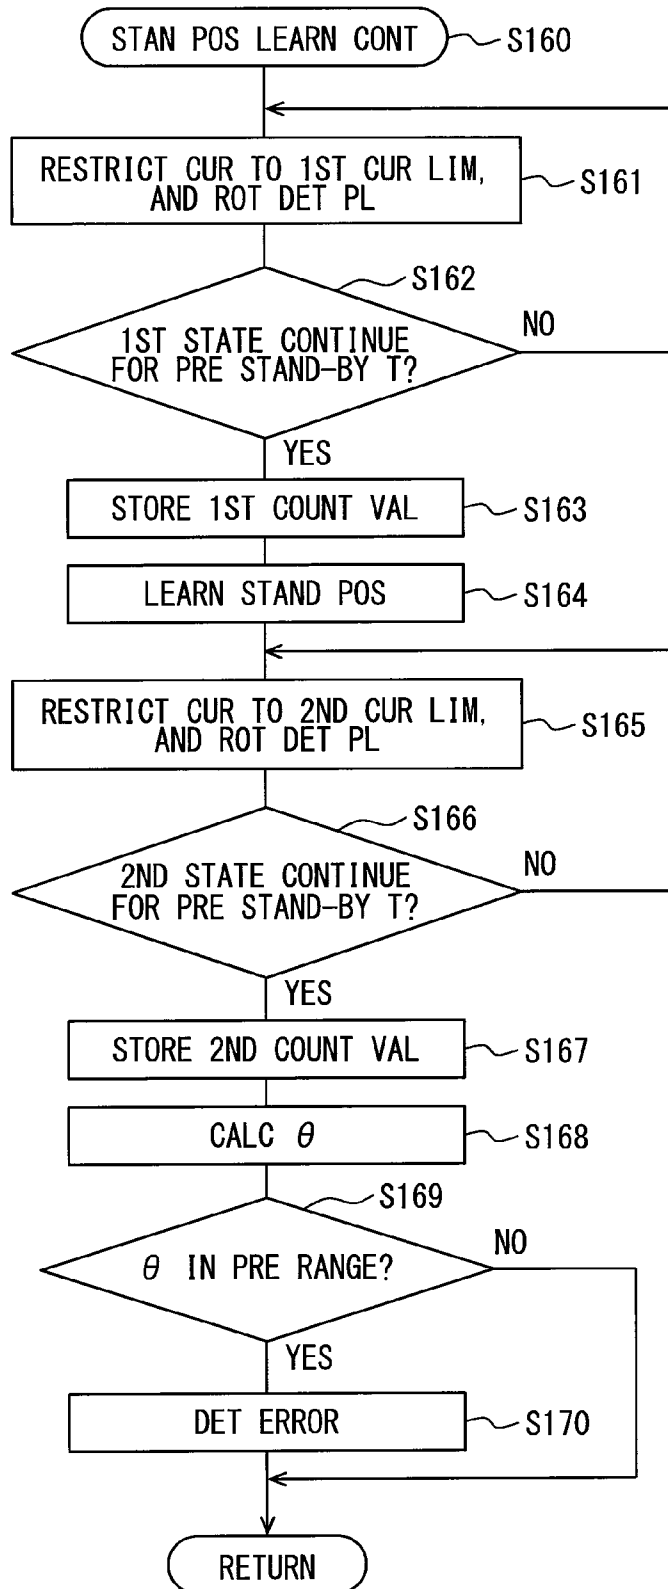 STAN POS LEARN CONT
S160
RESTRICT CUR TO 1ST CUR LIM,
AND ROT DET PL
S161
S162
1ST STATE CONTINUE
FOR PRE STAND-BY T?
NO
YES
STORE 1ST COUNT VAL
S163
LEARN STAND POS
S164
RESTRICT CUR TO 2ND CUR LIM,
AND ROT DET PL
S165
S166
2ND STATE CONTINUE
FOR PRE STAND-BY T?
NO
YES
STORE 2ND COUNT VAL
S167
CALC θ
S168
S169
θ IN PRE RANGE?
NO
YES
DET ERROR
S170
RETURN